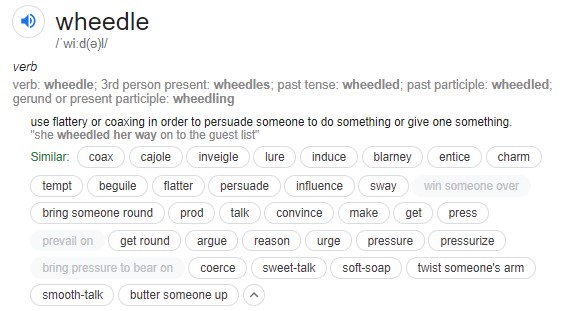 wheedle
/ˈwiːd(ə)l/
verb
verb: wheedle; 3rd person present: wheedles; past tense: wheedled; past participle: wheedled;
gerund or present participle: wheedling
use flattery or coaxing in order to persuade someone to do something or give one something.
"she wheedled her way on to the guest list"
Similar: coax cajole inveigle lure induce blarney entice charm
tempt beguile flatter persuade influence sway win someone over
bring someone round prod talk convince make get press
prevail on get round argue reason urge pressure pressurize
bring pressure to bear on coerce sweet-talk soft-soap twist someone's arm
smooth-talk butter someone up